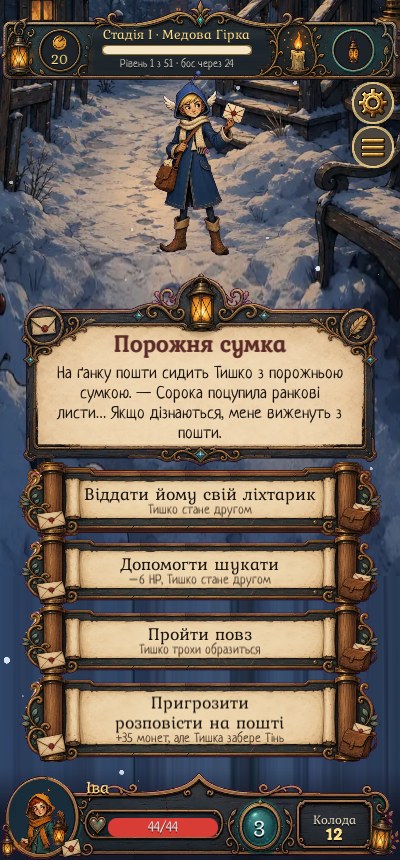 Стадія I · Медова Гірка
20
Рівень 1 з 51 · бос через 24
Порожня сумка
На ґанку пошти сидить Тишко з порожньою
сумкою. — Сорока поцупила ранкові
листи... Якщо дізнаються, мене виженуть з
пошти.
Віддати йому свій ліхтарик
Тишко стане другом
Допомогти шукати
−6 HP, Тишко стане другом
Пройти повз
Тишко трохи образиться
Пригрозити
розповісти на пошті
+35 монет, але Тишка забере Тінь
Іва
44/44
3
Колода
12